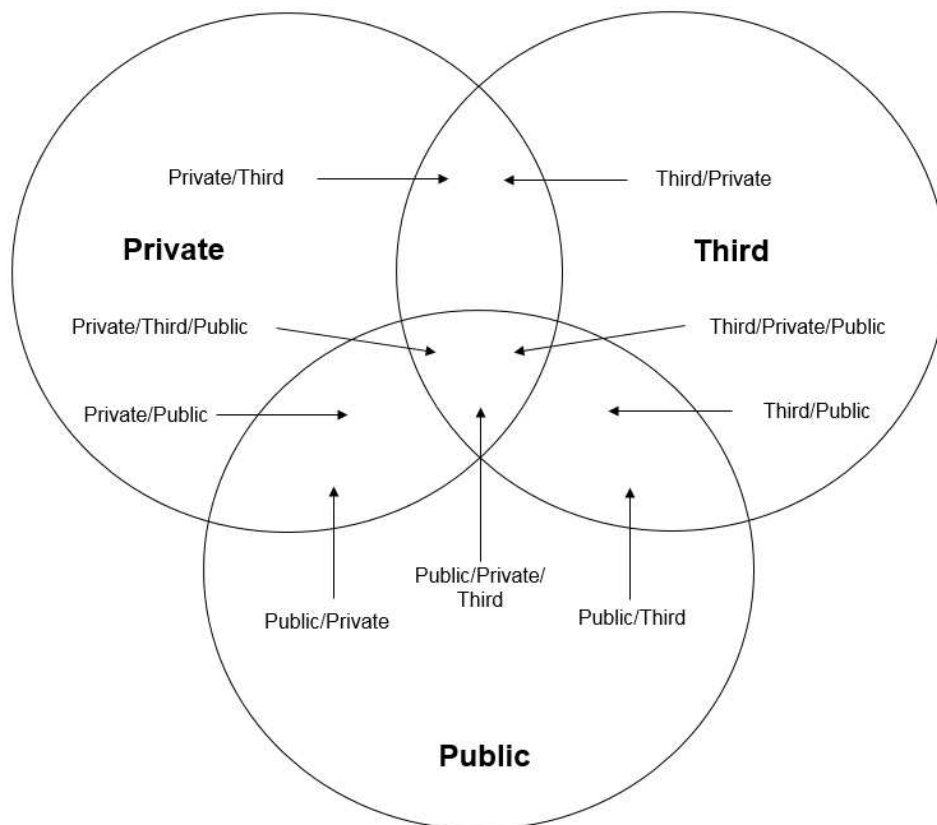 Private/Third
Third/Private
Private
Third
Private/Third/Public
Third/Private/Public
Private/Public
Third/Public
Public/Private/
Third
Public/Private
Public/Third
Public